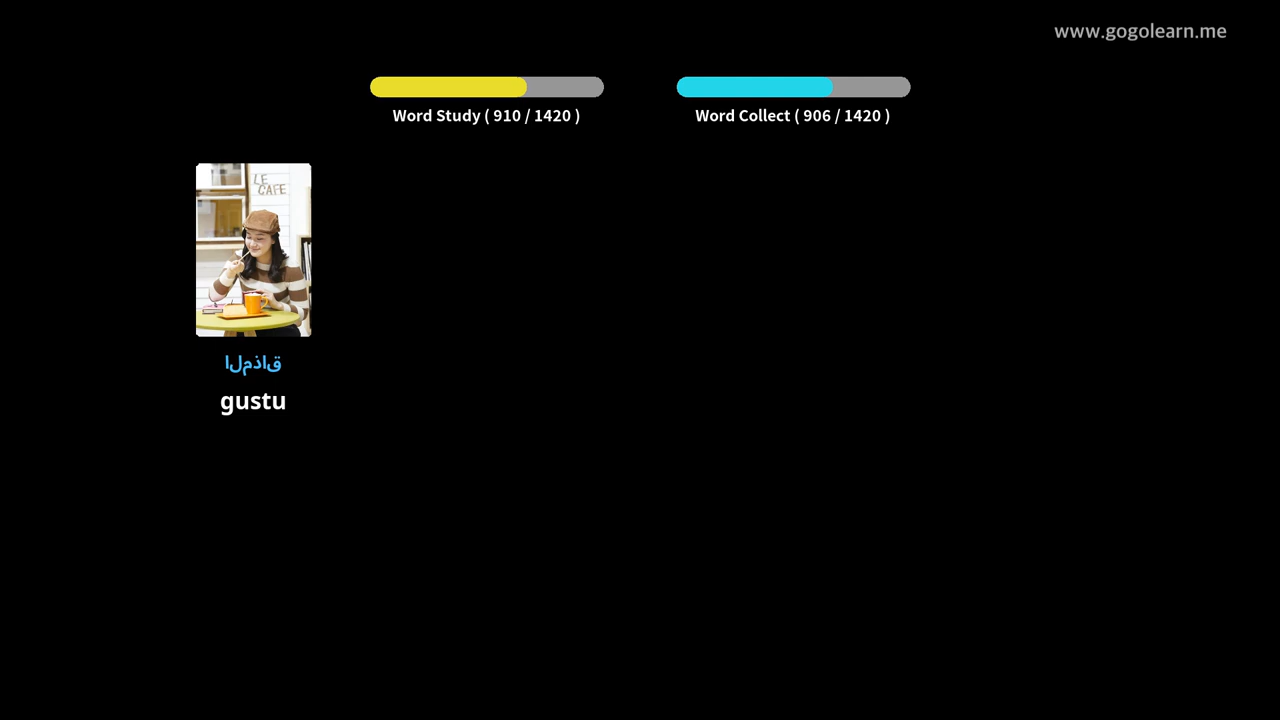 www.gogolearn.me
Word Study ( 910 / 1420 )
Word Collect ( 906 / 1420 )
LE
CAFE
المذاق
gustu